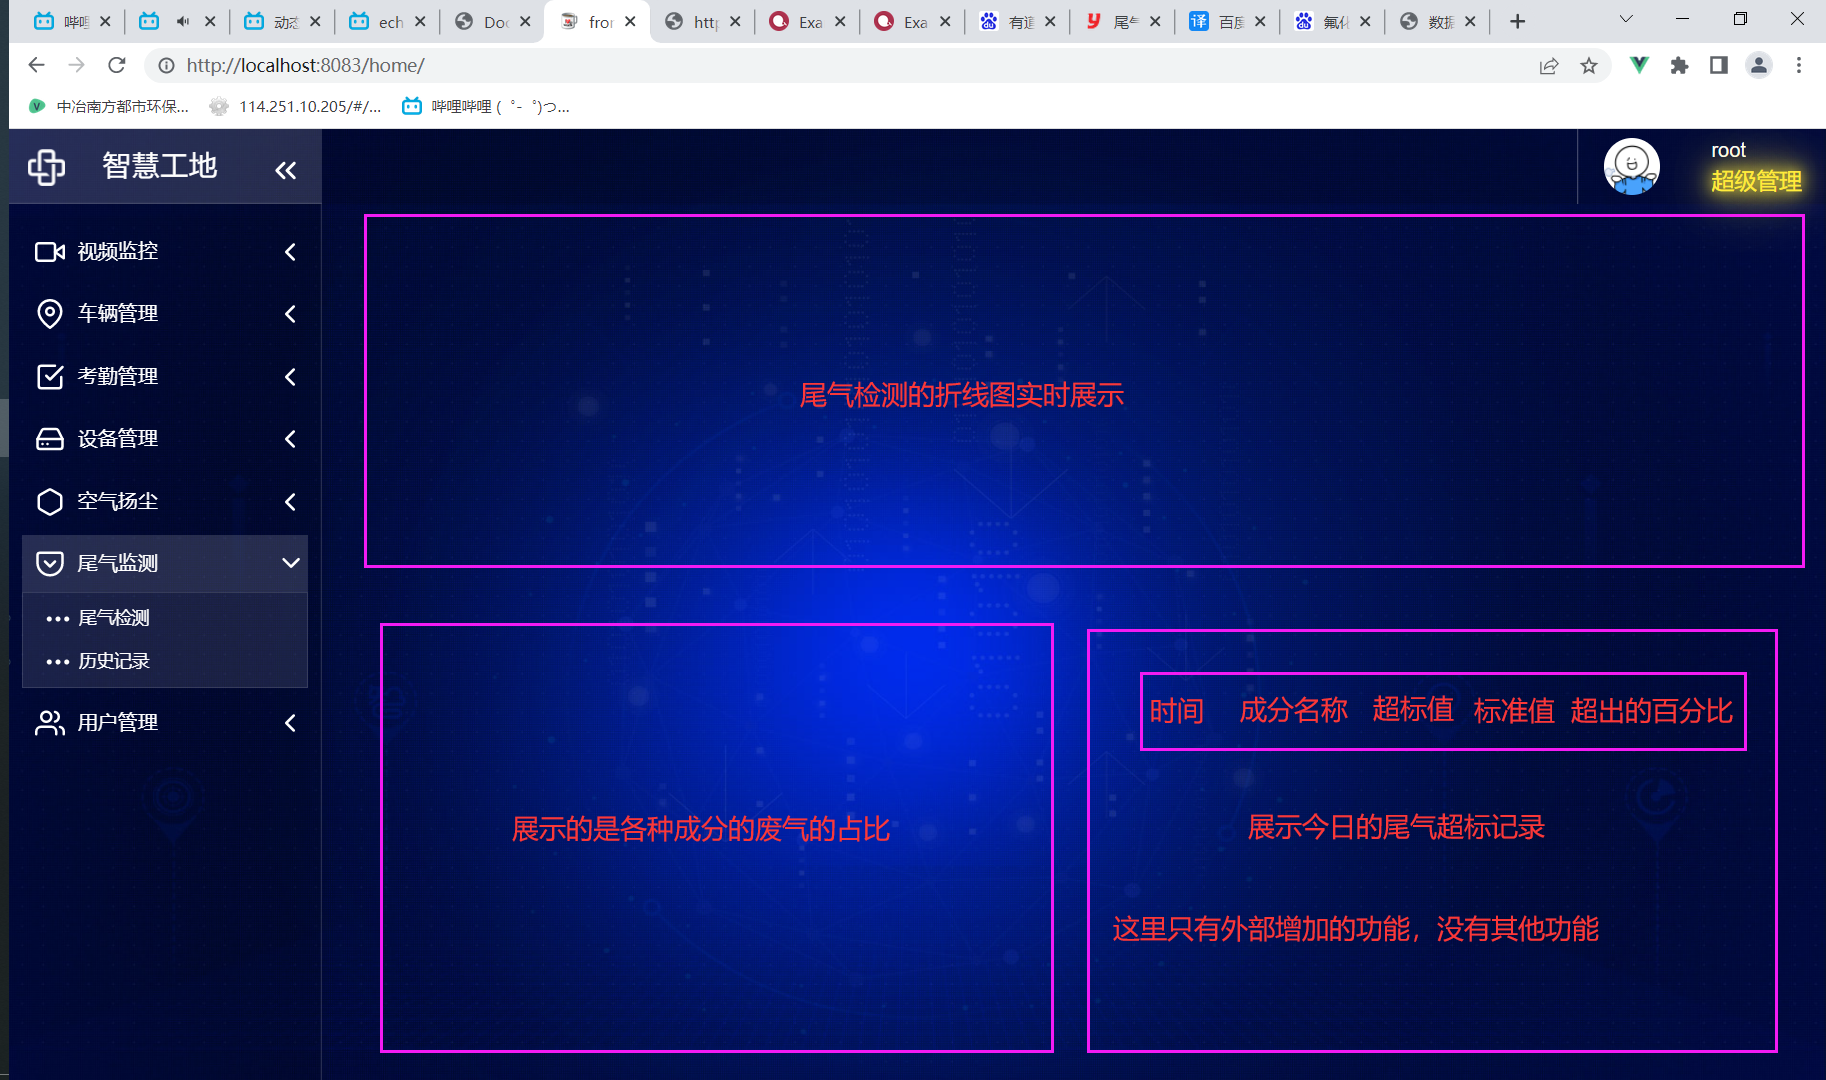 哔哩
动态
ech
Doc
fror
http
Exa
Exa
有道
尾气
百度
氟化
数据
http://localhost:8083/home/
中冶南方都市环保...
114.251.10.205/#/...
哔哩哔哩 ( ゜- ゜)つ...
智慧工地
root
超级管理
视频监控
车辆管理
考勤管理
设备管理
空气扬尘
尾气监测
尾气检测
历史记录
用户管理
尾气检测的折线图实时展示
展示的是各种成分的废气的占比
时间 成分名称 超标值 标准值 超出的百分比
展示今日的尾气超标记录
这里只有外部增加的功能，没有其他功能